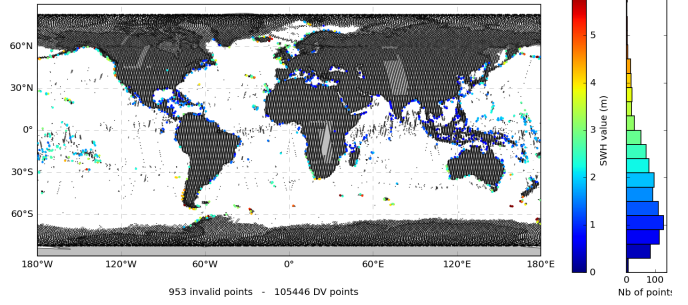 60°N
30°N
0°
30°S
60°S
180°W 120°W 60°W 0° 60°E 120°E 180°E
953 invalid points - 105446 DV points
5
4
3
2
1
0
SWH value (m)
0 100
Nb of points